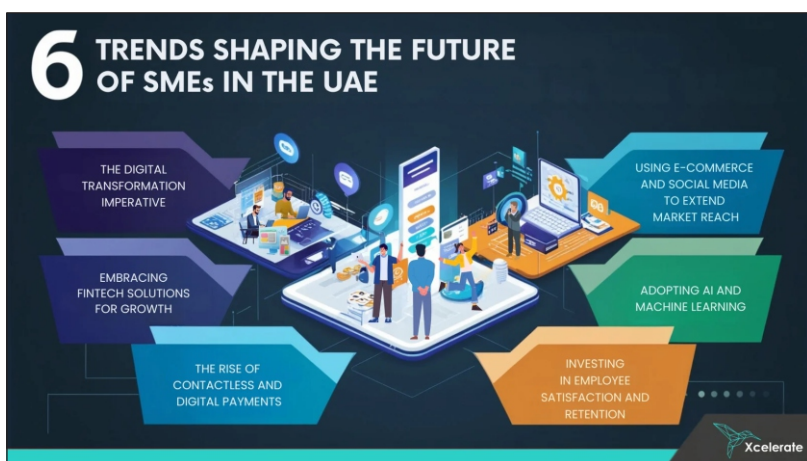 6
TRENDS SHAPING THE FUTURE
OF SMEs IN THE UAE
THE DIGITAL
TRANSFORMATION
IMPERATIVE
EMBRACING
FINTECH SOLUTIONS
FOR GROWTH
THE RISE OF
CONTACTLESS AND
DIGITAL PAYMENTS
USING E-COMMERCE
AND SOCIAL MEDIA
TO EXTEND
MARKET REACH
ADOPTING AI AND
MACHINE LEARNING
INVESTING
IN EMPLOYEE
SATISFACTION AND
RETENTION
Xcelerate